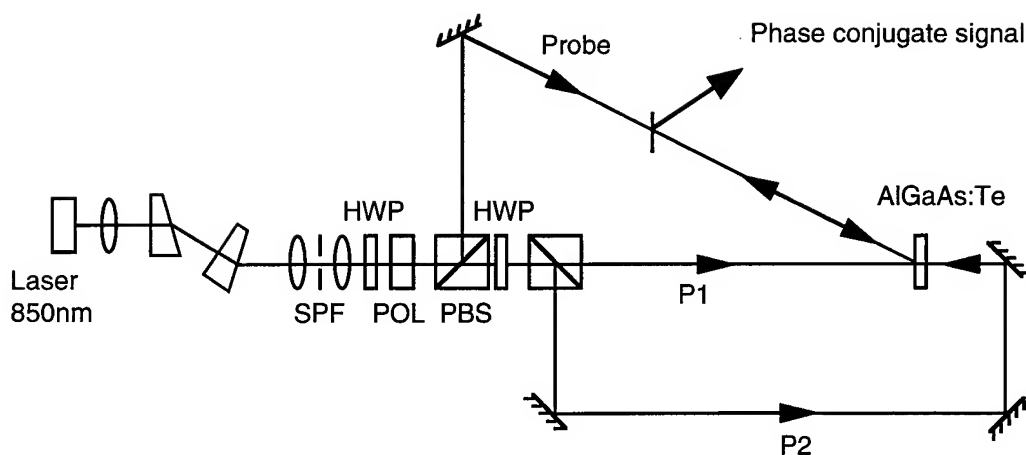 Probe
Phase conjugate signal
AlGaAs:Te
HWP
HWP
Laser
850nm
SPF
POL
PBS
P1
P2